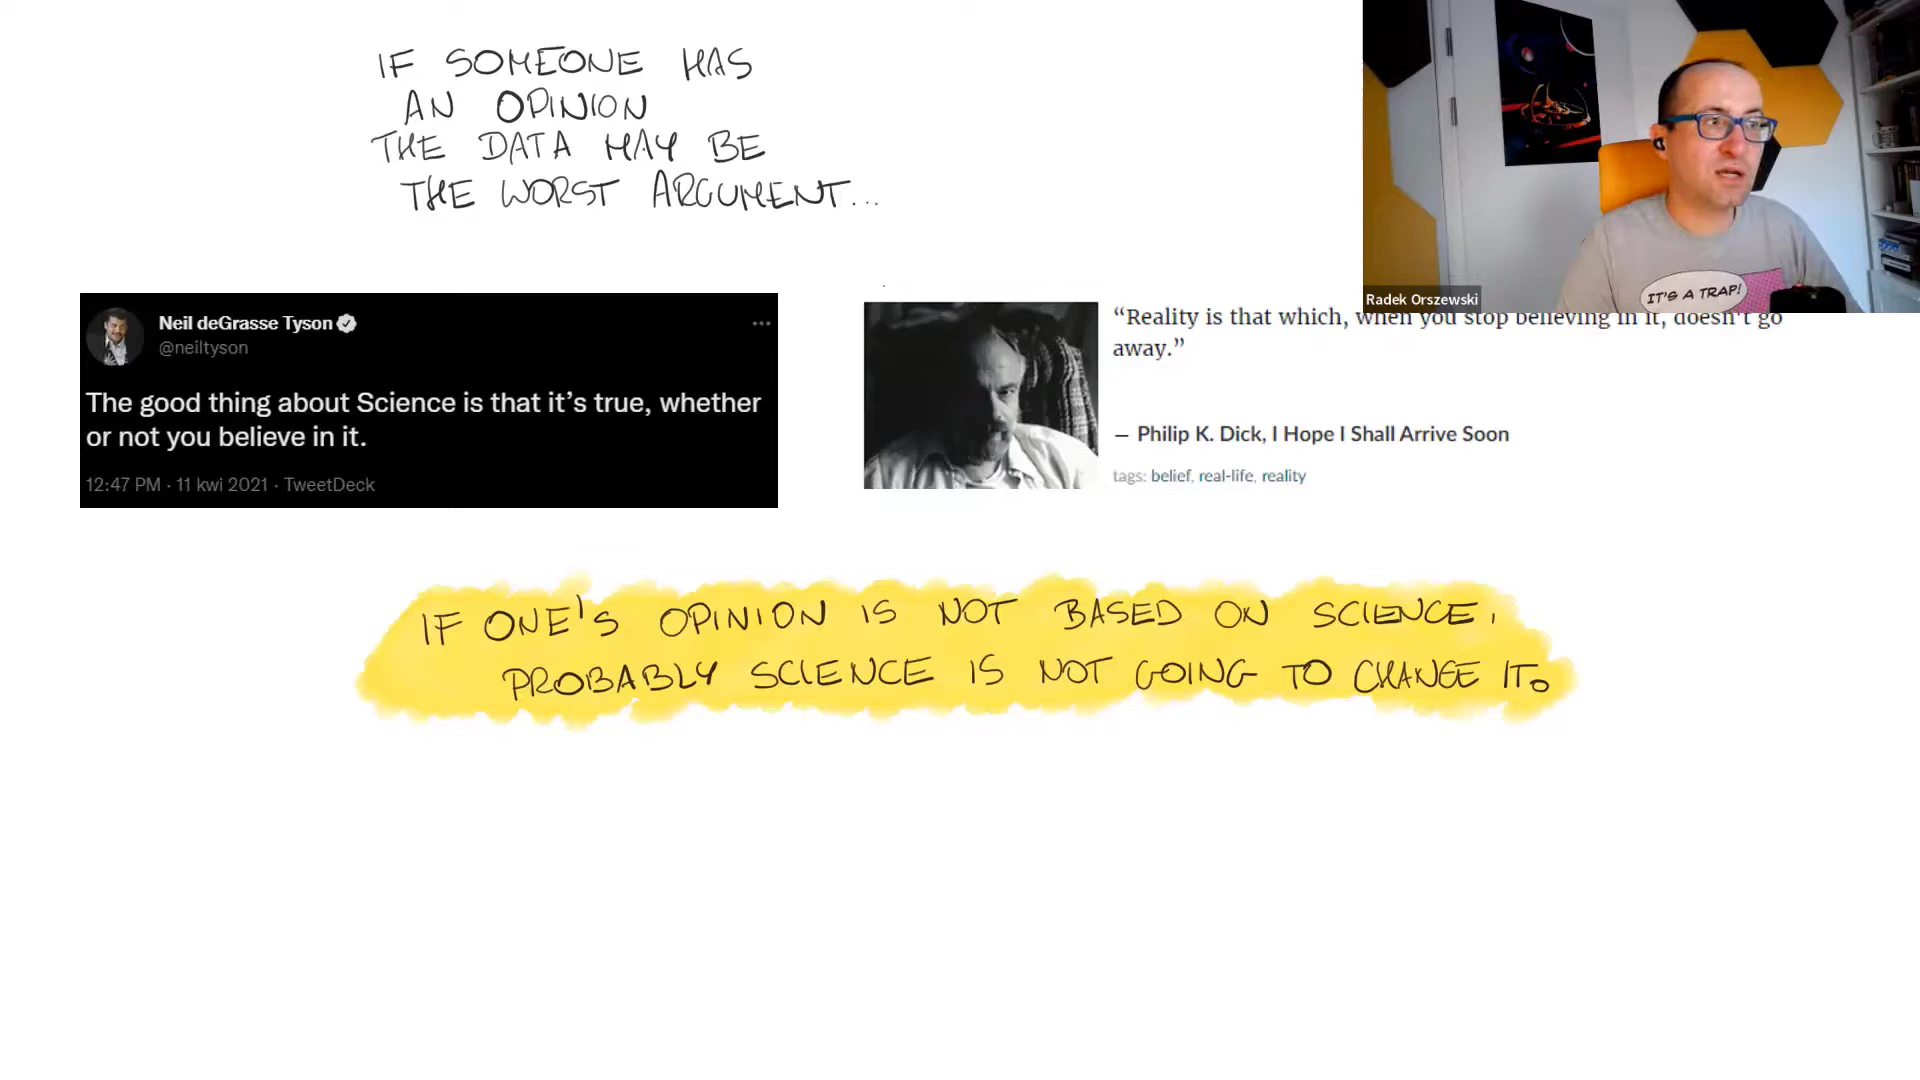 IF SOMEONE HAS
AN OPINION
THE DATA MAY BE
THE WORST ARGUMENT...
Radek Orszewski
IT'S A TRAP!
Neil deGrasse Tyson
@neiltyson
The good thing about Science is that it's true, whether
or not you believe in it.
12:47 PM · 11 kwi 2021 · TweetDeck
“Reality is that which, when you stop believing in it, doesn't go
away.”
— Philip K. Dick, I Hope I Shall Arrive Soon
tags: belief, real-life, reality
IF ONE'S OPINION IS NOT BASED ON SCIENCE,
PROBABLY SCIENCE IS NOT GOING TO CHANGE IT.